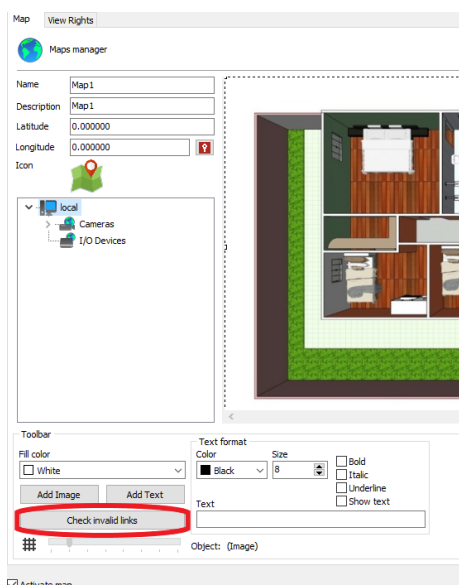 Map View Rights
Maps manager
Name Map1
Description Map1
Latitude 0.000000
Longitude 0.000000
Icon
local
Cameras
I/O Devices
Toolbar
Fill color
White
Add Image Add Text
Check invalid links
Text format
Color Size
Black 8
Bold
Italic
Underline
Show text
Text
Object: (Image)
Activate map